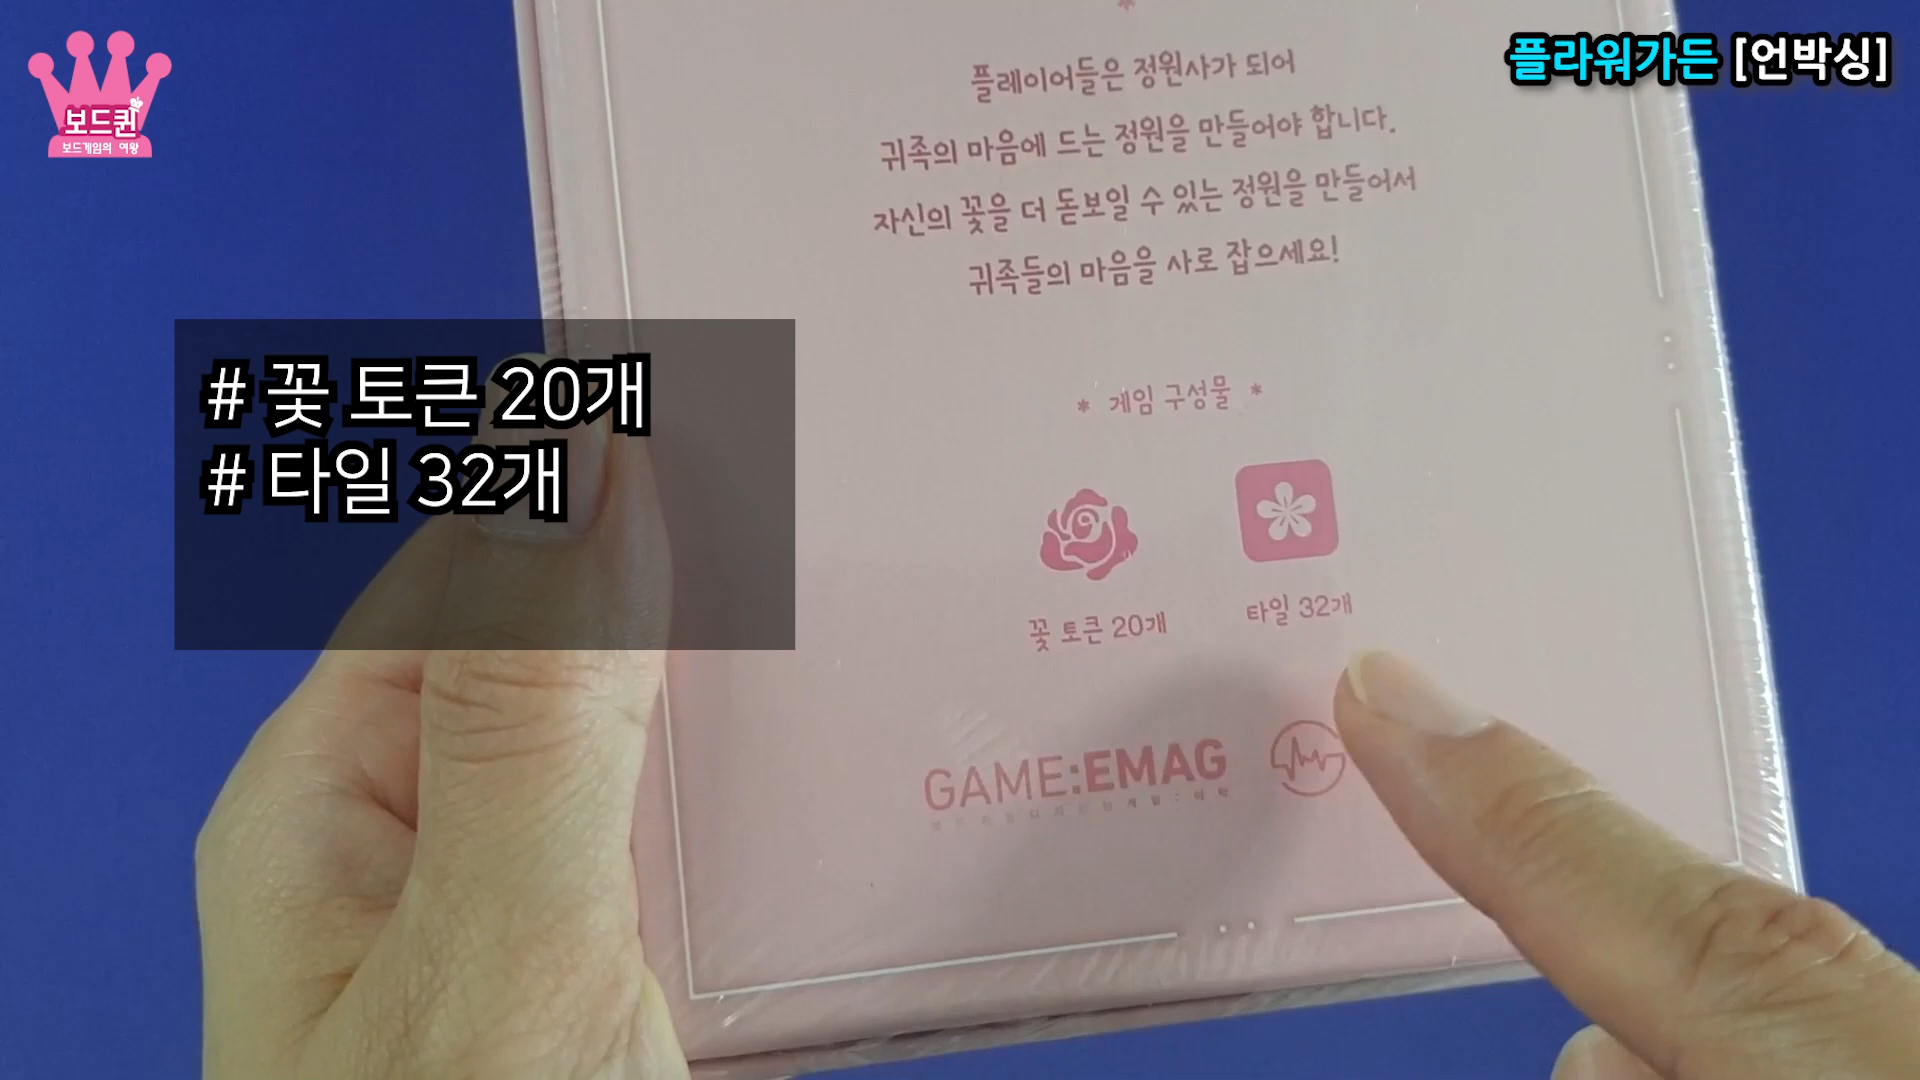 보드퀸
보드게임의 여왕
플라워가든 [언박싱]
플레이어들은 정원사가 되어
귀족의 마음에 드는 정원을 만들어야 합니다.
자신의 꽃을 더 돋보일 수 있는 정원을 만들어서
귀족들의 마음을 사로 잡으세요!
# 꽃 토큰 20개
# 타일 32개
* 게임 구성물 *
꽃 토큰 20개
타일 32개
GAME:EMAG